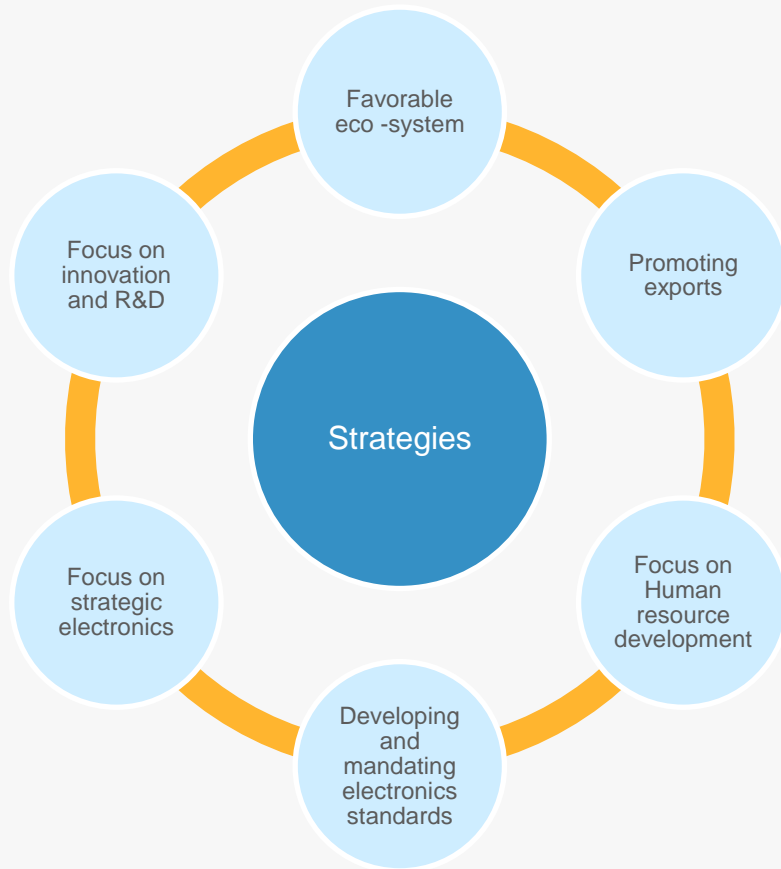 Favorable
eco -system
Promoting
exports
Focus on
Human
resource
development
Developing
and
mandating
electronics
standards
Focus on
strategic
electronics
Focus on
innovation
and R&D
Strategies